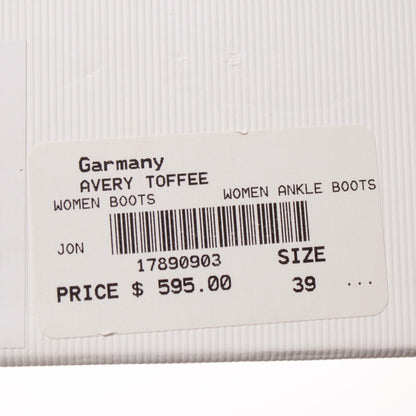 Garmany
AVERY TOFFEE
WOMEN BOOTS WOMEN ANKLE BOOTS
JON
17890903 SIZE
PRICE $ 595.00 39 ...